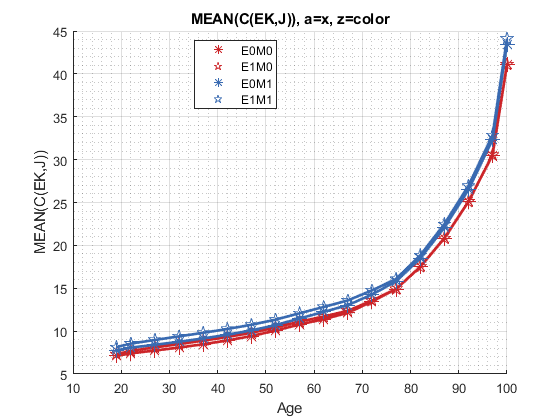 MEAN(C(EK,J)), a=x, z=color
E0M0
E1M0
E0M1
E1M1
MEAN(C(EK,J))
45
40
35
30
25
20
15
10
5
10 20 30 40 50 60 70 80 90 100
Age